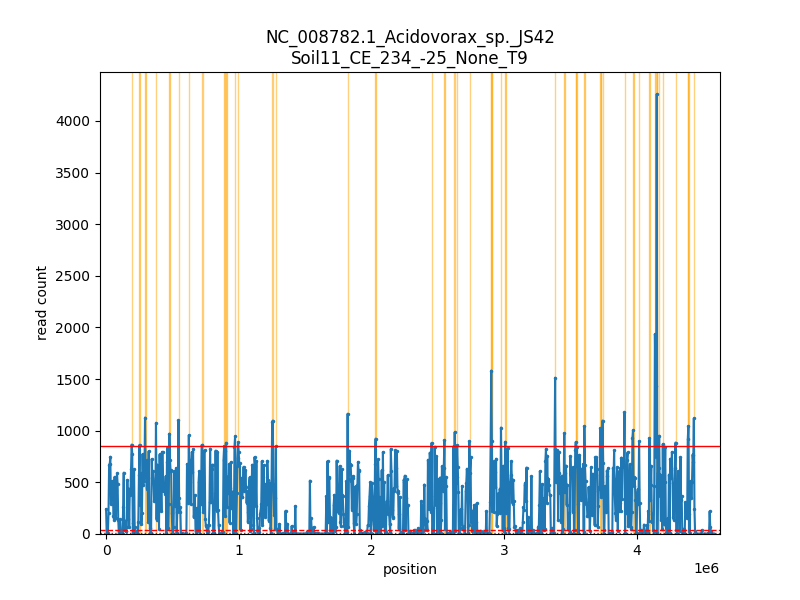 NC_008782.1_Acidovorax_sp._JS42
Soil11_CE_234_-25_None_T9
4000
3500
3000
2500
2000
1500
1000
500
0
read count
0
1
2
3
4
1e6
position